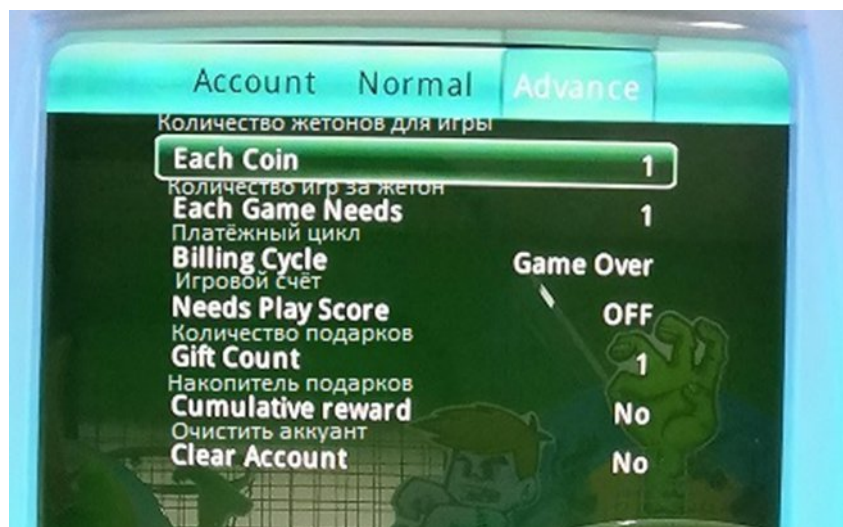 Account Normal Advance
Количество жетонов для игры
Each Coin 1
Количество игр за жетон
Each Game Needs 1
Платёжный цикл
Billing Cycle Game Over
Игровой счёт
Needs Play Score OFF
Количество подарков
Gift Count 1
Накопитель подарков
Cumulative reward No
Очистить аккуант
Clear Account No